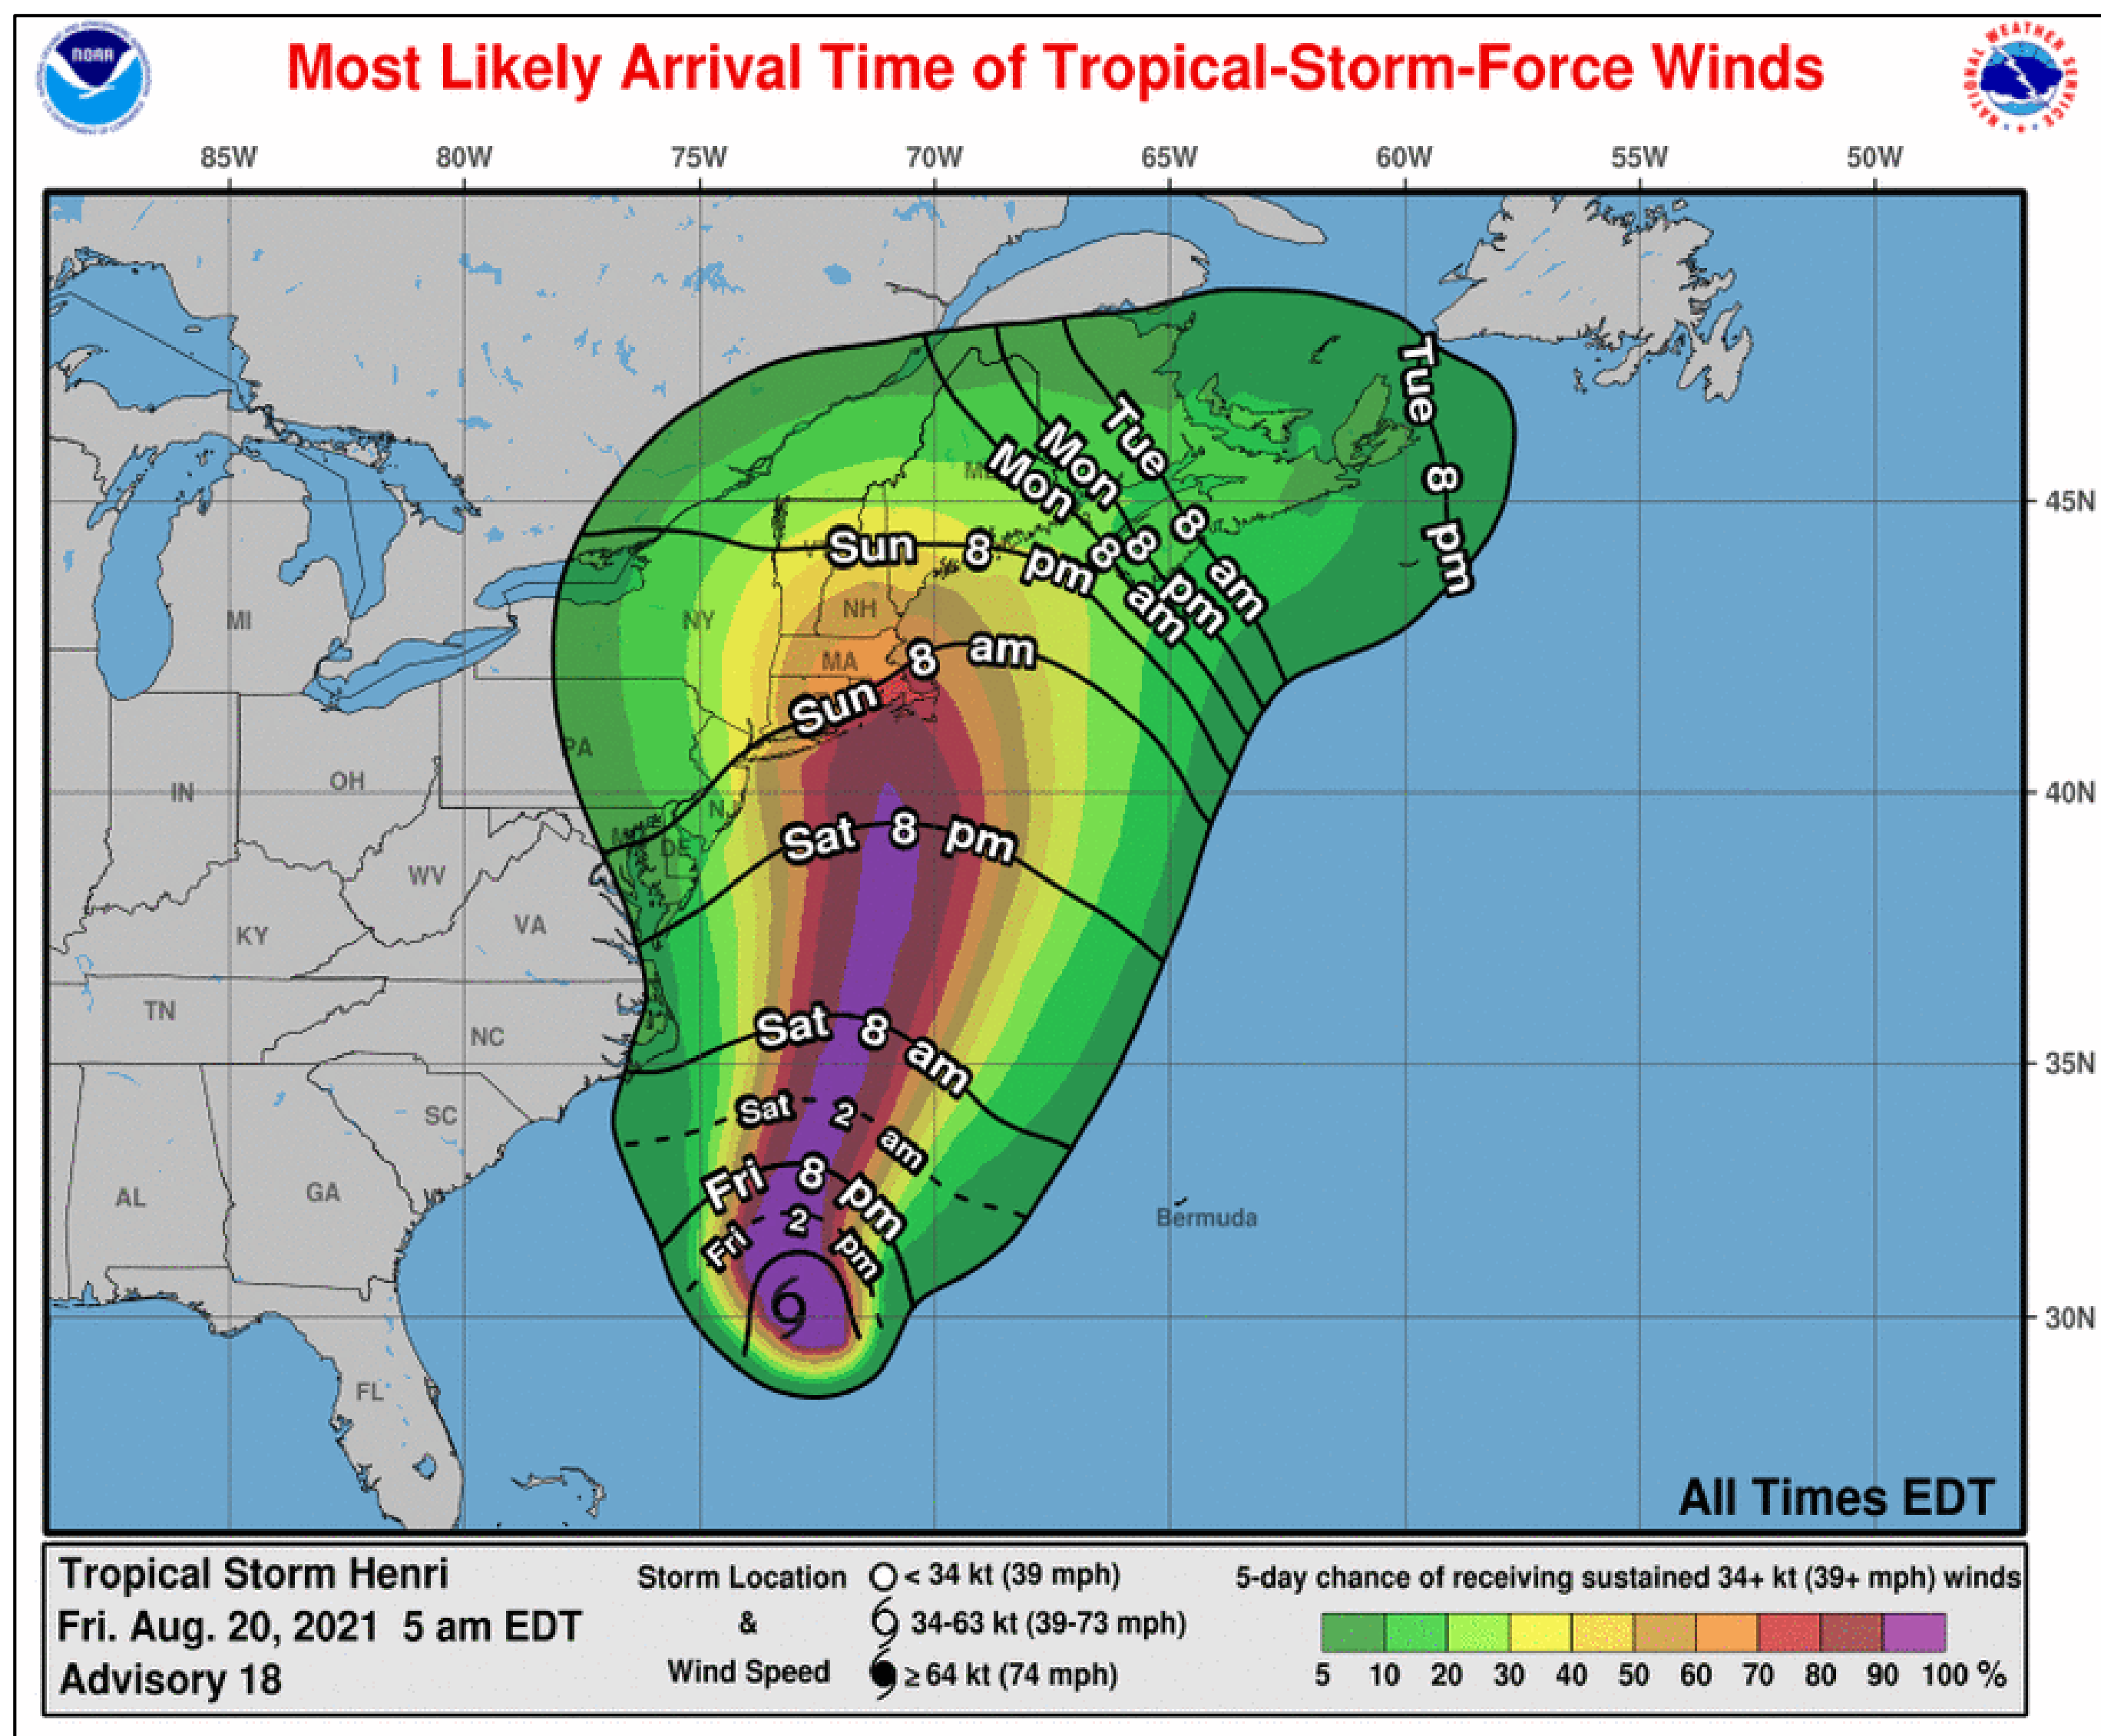 NOAA
Most Likely Arrival Time of Tropical-Storm-Force Winds
NATIONAL WEATHER SERVICE
85W 80W 75W 70W 65W 60W 55W 50W
45N
40N
35N
30N
Tue 8 pm
Tue 8 am
Mon 8 pm
Mon 8 am
Sun 8 pm
Sun 8 am
Sat 8 pm
Sat 8 am
Sat 2 am
Fri 8 pm
Fri 2 pm
MI
NY
NH
MA
PA
IN
OH
NJ
DE
WV
KY
VA
TN
NC
SC
AL
GA
FL
Bermuda
All Times EDT
Tropical Storm Henri
Fri. Aug. 20, 2021 5 am EDT
Advisory 18
Storm Location
&
Wind Speed
< 34 kt (39 mph)
34-63 kt (39-73 mph)
≥ 64 kt (74 mph)
5-day chance of receiving sustained 34+ kt (39+ mph) winds
5 10 20 30 40 50 60 70 80 90 100 %